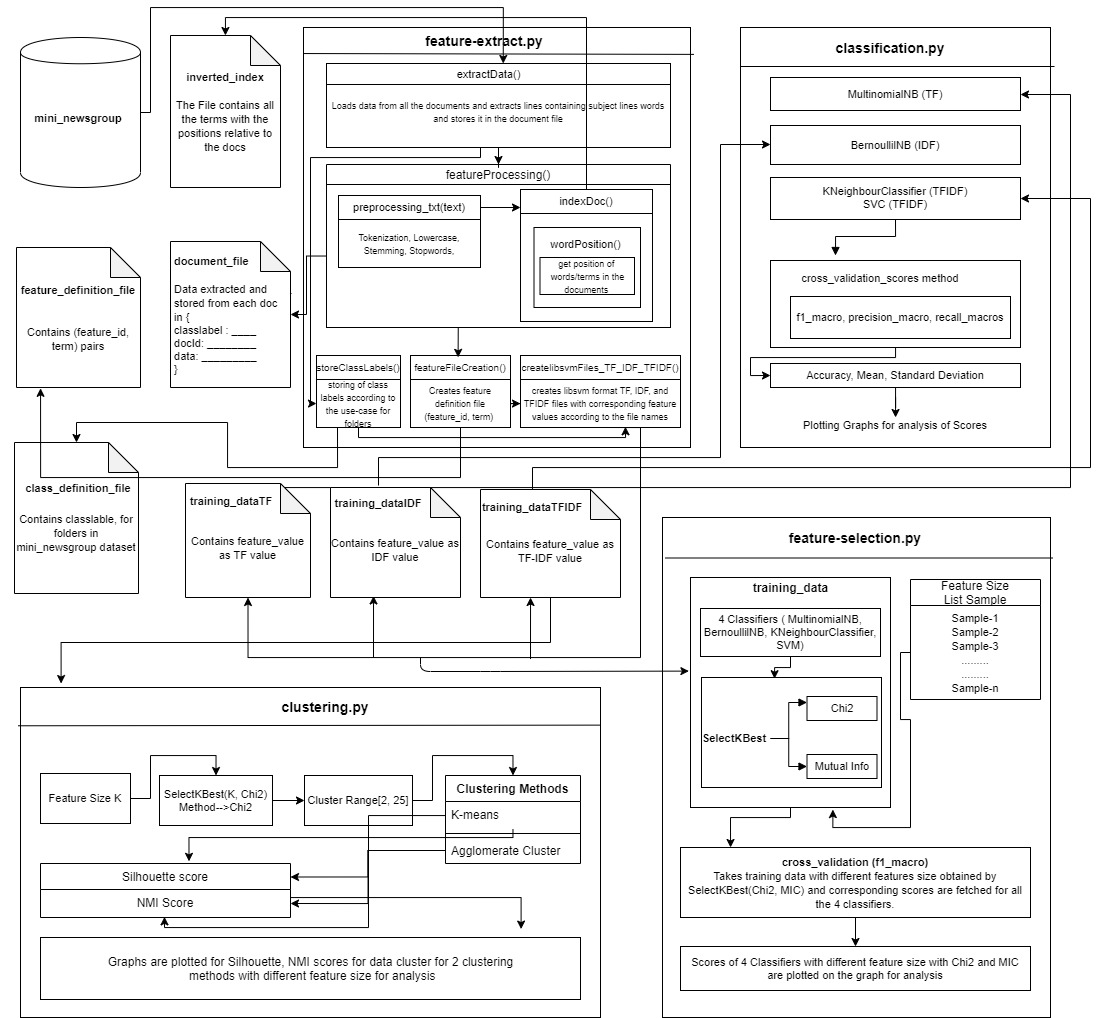 mini_newsgroup
inverted_index
The File contains all
the terms with the
positions relative to
the docs
feature-extract.py
extractData()
Loads data from all the documents and extracts lines containing subject lines words
and stores it in the document file
featureProcessing()
preprocessing_txt(text)
Tokenization, Lowercase,
Stemming, Stopwords,
indexDoc()
wordPosition()
get position of
words/terms in the
documents
storeClassLabels()
storing of class
labels according to
the use-case for
folders
featureFileCreation()
Creates feature
definition file
(feature_id, term)
createlibsvmFiles_TF_IDF_TFIDF()
creates libsvm format TF, IDF, and
TFIDF files with corresponding feature
values according to the file names
classification.py
MultinomialNB (TF)
BernoulliINB (IDF)
KNeighbourClassifier (TFIDF)
SVC (TFIDF)
cross_validation_scores method
f1_macro, precision_macro, recall_macros
Accuracy, Mean, Standard Deviation
Plotting Graphs for analysis of Scores
feature_definition_file
Contains (feature_id,
term) pairs
document_file
Data extracted and
stored from each doc
in {
classlabel : ____
docId: ________
data: _________
}
class_definition_file
Contains classlable, for
folders in
mini_newsgroup dataset
training_dataTF
Contains feature_value
as TF value
training_dataIDF
Contains feature_value as
IDF value
training_dataTFIDF
Contains feature_value as
TF-IDF value
feature-selection.py
training_data
4 Classifiers ( MultinomialNB,
BernoulliINB, KNeighbourClassifier,
SVM)
SelectKBest
Chi2
Mutual Info
Feature Size
List Sample
Sample-1
Sample-2
Sample-3
.........
.........
Sample-n
cross_validation (f1_macro)
Takes training data with different features size obtained by
SelectKBest(Chi2, MIC) and corresponding scores are fetched for all
the 4 classifiers.
Scores of 4 Classifiers with different feature size with Chi2 and MIC
are plotted on the graph for analysis
clustering.py
Feature Size K
SelectKBest(K, Chi2)
Method-->Chi2
Cluster Range[2, 25]
Clustering Methods
K-means
Agglomerate Cluster
Silhouette score
NMI Score
Graphs are plotted for Silhouette, NMI scores for data cluster for 2 clustering
methods with different feature size for analysis